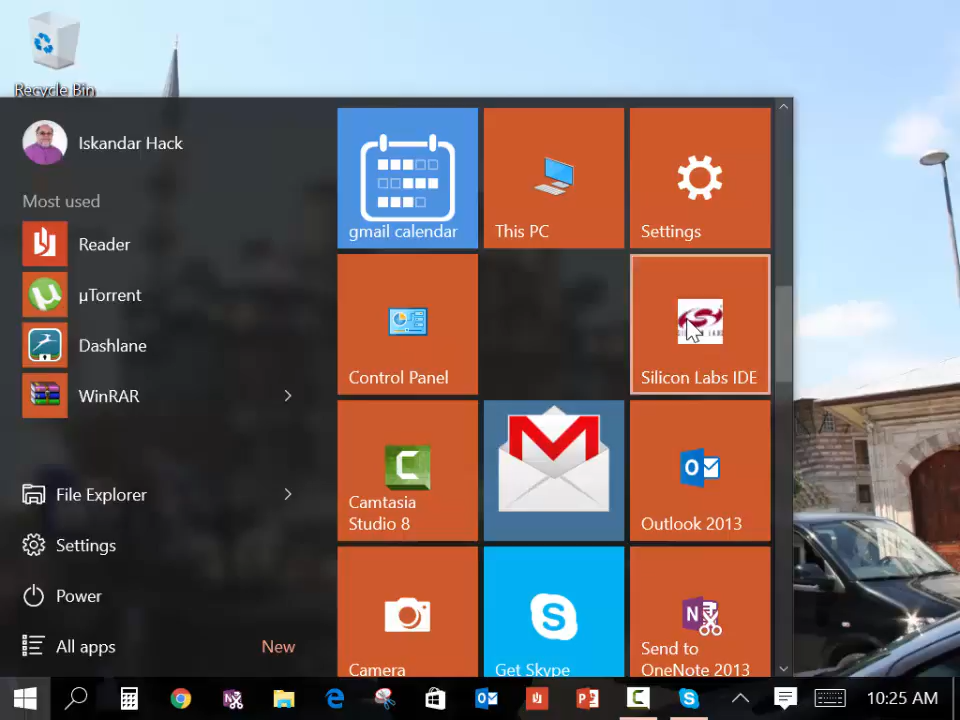 Recycle Bin
Iskandar Hack
Most used
Reader
µTorrent
Dashlane
WinRAR
File Explorer
Settings
Power
All apps
New
gmail calendar
This PC
Settings
Control Panel
Silicon Labs IDE
Camtasia
Studio 8
Outlook 2013
Camera
Get Skype
Send to
OneNote 2013
10:25 AM